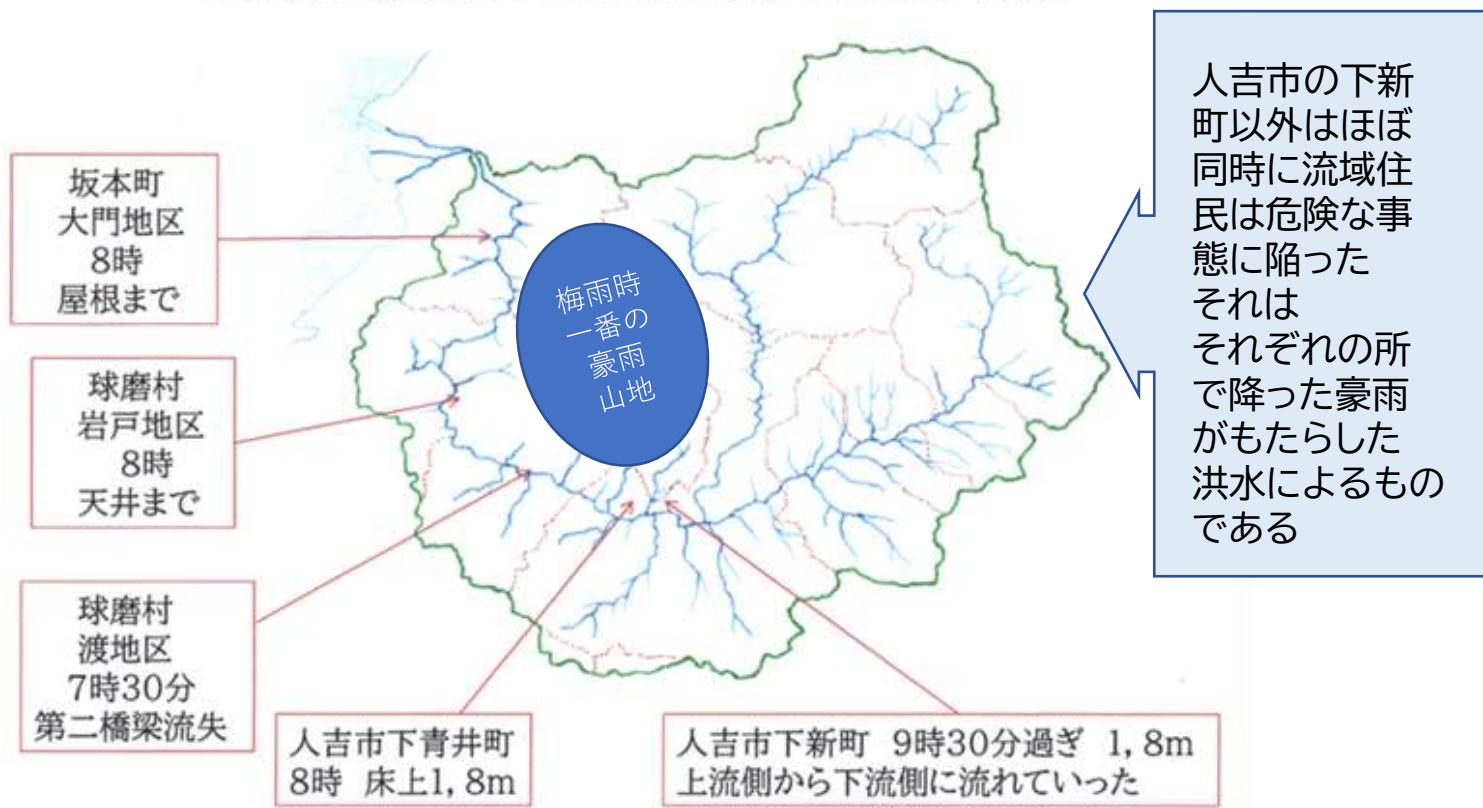 坂本町
大門地区
8時
屋根まで
球磨村
岩戸地区
8時
天井まで
球磨村
渡地区
7時30分
第二橋梁流失
人吉市下青井町
8時 床上1,8m
人吉市下新町 9時30分過ぎ 1,8m
上流側から下流側に流れていった
梅雨時
一番の
豪雨
山地
人吉市の下新
町以外はほぼ
同時に流域住
民は危険な事
態に陥った
それは
それぞれの所
で降った豪雨
がもたらした
洪水によるもの
である